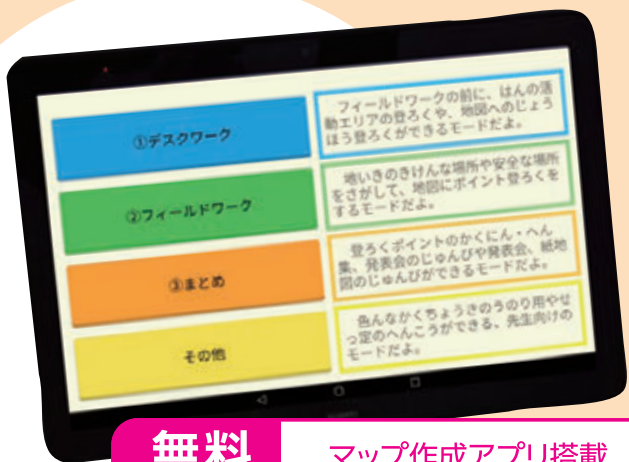 ①デスクワーク
フィールドワークの前に、はんの活
動エリアの登ろくや、地図へのじょう
ほう登ろくができるモードだよ。
②フィールドワーク
地いきのきけんな場所や安全な場所
をさがして、地図にポイント登ろくを
するモードだよ。
③まとめ
登ろくポイントのかくにん・へん
集、発表会のじゅんびや発表会、紙地
図のじゅんびができるモードだよ。
その他
色んなかくちょうきのうのり用やせ
っ定のへんこうができる、先生向けの
モードだよ。
無料
マップ作成アプリ搭載